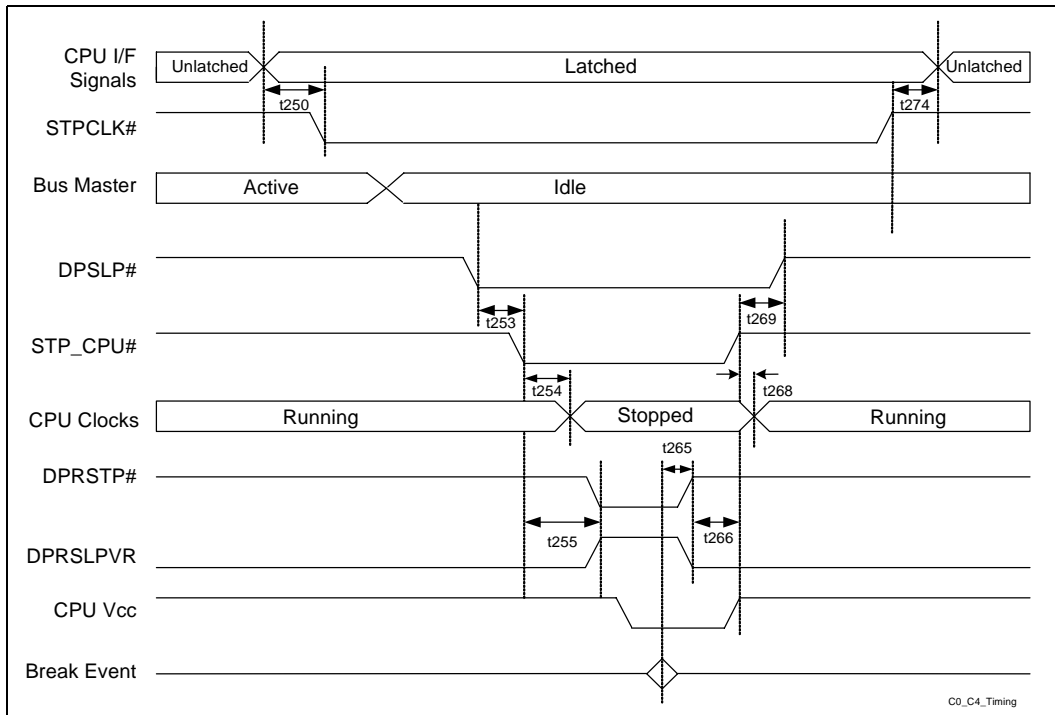 CPU I/F
Signals
Unlatched
Latched
Unlatched
t250
t274
STPCLK#
Bus Master
Active
Idle
DPSLP#
t253
t269
STP_CPU#
t254
t268
CPU Clocks
Running
Stopped
Running
t265
DPRSTP#
t255
t266
DPRSLPVR
CPU Vcc
Break Event
C0_C4_Timing